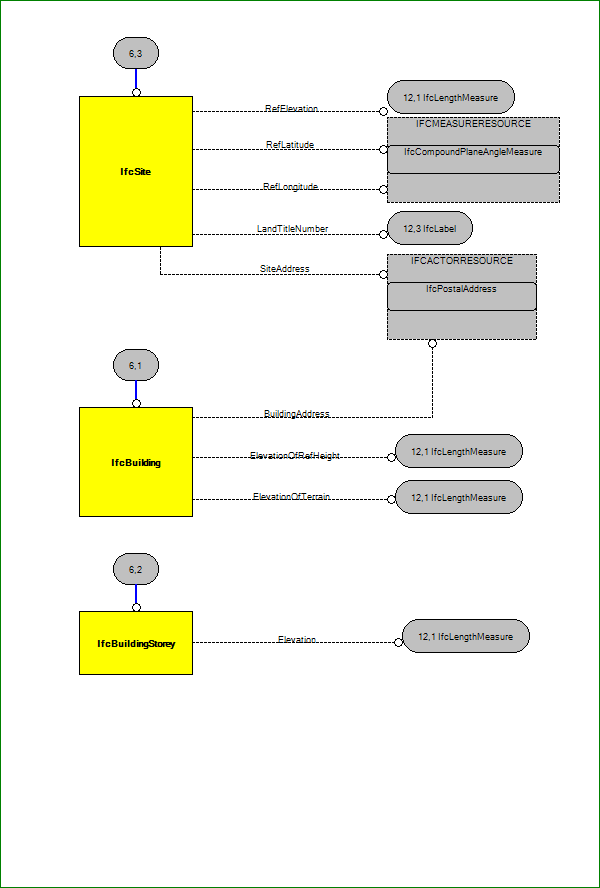 6,3
12,1 IfcLengthMeasure
RefElevation
IFCMEASURERESOURCE
RefLatitude
IfcCompoundPlaneAngleMeasure
IfcSite
RefLongitude
LandTitleNumber
12,3 IfcLabel
SiteAddress
IFCACTORRESOURCE
IfcPostalAddress
6,1
BuildingAddress
IfcBuilding
ElevationOfRefHeight
12,1 IfcLengthMeasure
ElevationOfTerrain
12,1 IfcLengthMeasure
6,2
IfcBuildingStorey
Elevation
12,1 IfcLengthMeasure